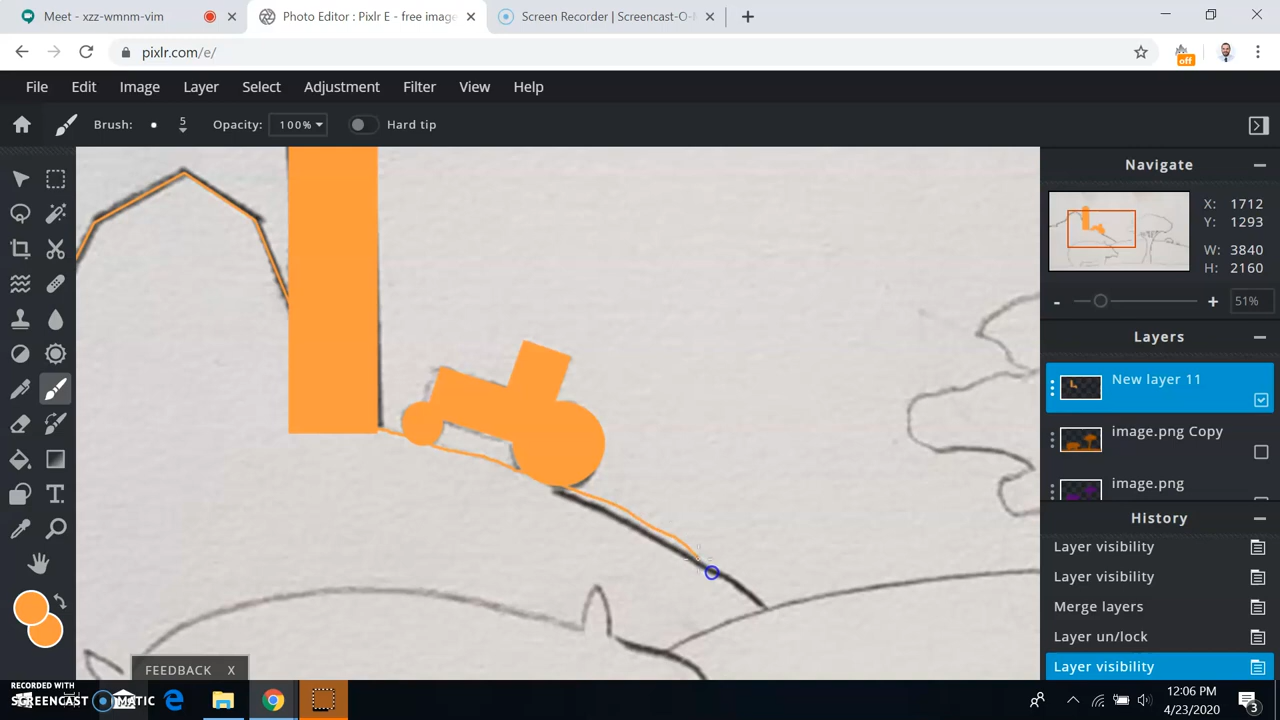 Meet - xzz-wmnm-vim
Photo Editor : Pixlr E - free image
Screen Recorder | Screencast-O-
pixlr.com/e/
off
File Edit Image Layer Select Adjustment Filter View Help
Brush: 5 Opacity: 100% Hard tip
Navigate
X: 1712
Y: 1293
W: 3840
H: 2160
51%
Layers
New layer 11
image.png Copy
image.png
History
Layer visibility
Layer visibility
Merge layers
Layer un/lock
Layer visibility
FEEDBACK X
RECORDED WITH
SCREENCAST MATIC
12:06 PM
4/23/2020
3